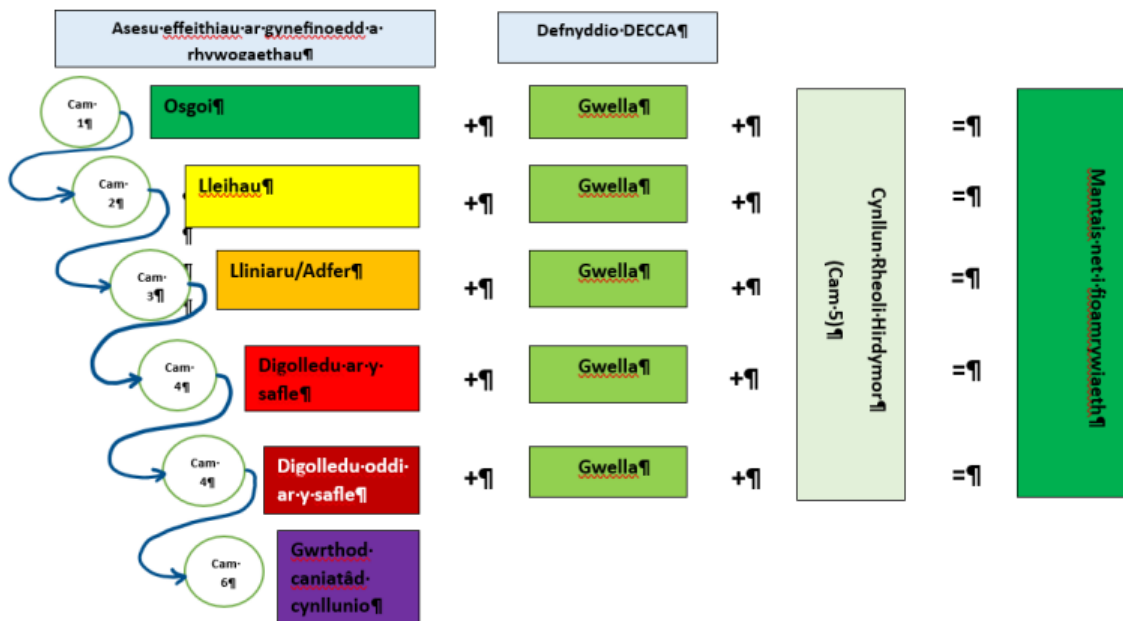 Asesu·effeithiau·ar·gynefinoedd·a·
rhywogaethau¶
Defnyddio·DECCA¶
Cam·
1¶
Osgoi¶
+¶
Gwella¶
+¶
=¶
Cam·
2¶
¶
¶
¶
¶
Lleihau¶
+¶
Gwella¶
+¶
=¶
Cam·
3¶
Lliniaru/Adfer¶
+¶
Gwella¶
+¶
=¶
Cam·
4¶
Digolledu·ar·y·
safle¶
+¶
Gwella¶
+¶
=¶
Cam·
4¶
Digolledu·oddi·
ar·y·safle¶
+¶
Gwella¶
+¶
=¶
Cam·
6¶
Gwrthod·
caniatâd·
cynllunio¶
Cynllun·Rheoli·Hirdymor¶
(Cam·5)¶
Mantais·net·i·fioamrywiaeth¶